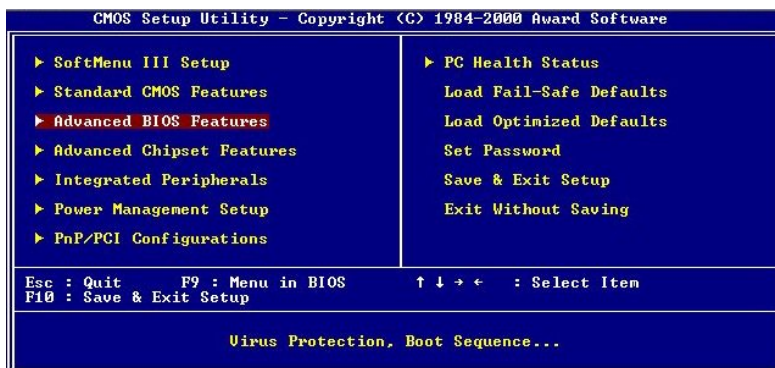 CMOS Setup Utility - Copyright (C) 1984-2000 Award Software
▶ SoftMenu III Setup
▶ Standard CMOS Features
▶ Advanced BIOS Features
▶ Advanced Chipset Features
▶ Integrated Peripherals
▶ Power Management Setup
▶ PnP/PCI Configurations
▶ PC Health Status
Load Fail-Safe Defaults
Load Optimized Defaults
Set Password
Save & Exit Setup
Exit Without Saving
Esc : Quit F9 : Menu in BIOS ↑ ↓ → ← : Select Item
F10 : Save & Exit Setup
Virus Protection, Boot Sequence...